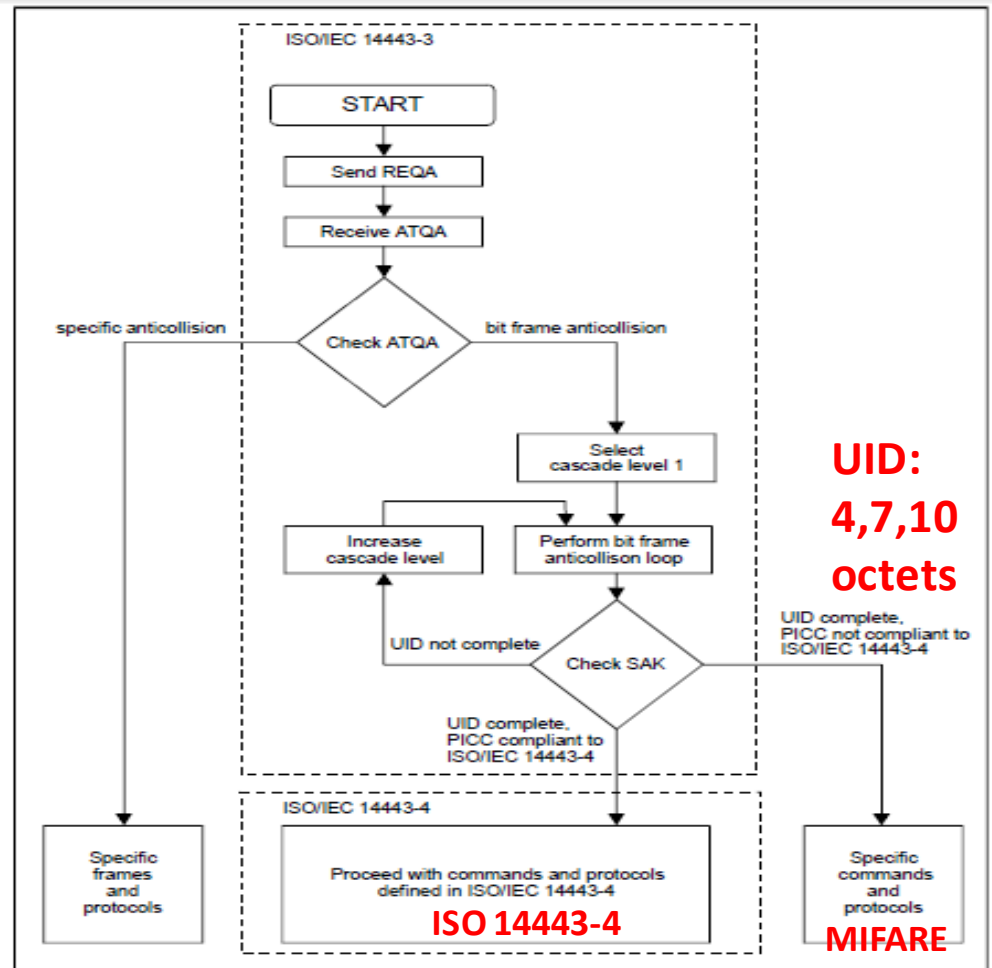 ISO/IEC 14443-3
START
Send REQA
Receive ATQA
specific anticollision
bit frame anticollision
Check ATQA
Select
cascade level 1
UID:
4,7,10
octets
Increase
cascade level
Perform bit frame
anticollison loop
UID complete,
PICC not compliant to
ISO/IEC 14443-4
UID not complete
Check SAK
UID complete,
PICC compliant to
ISO/IEC 14443-4
ISO/IEC 14443-4
Specific
frames
and
protocols
Proceed with commands and protocols
defined in ISO/IEC 14443-4
ISO 14443-4
Specific
commands
and
protocols
MIFARE